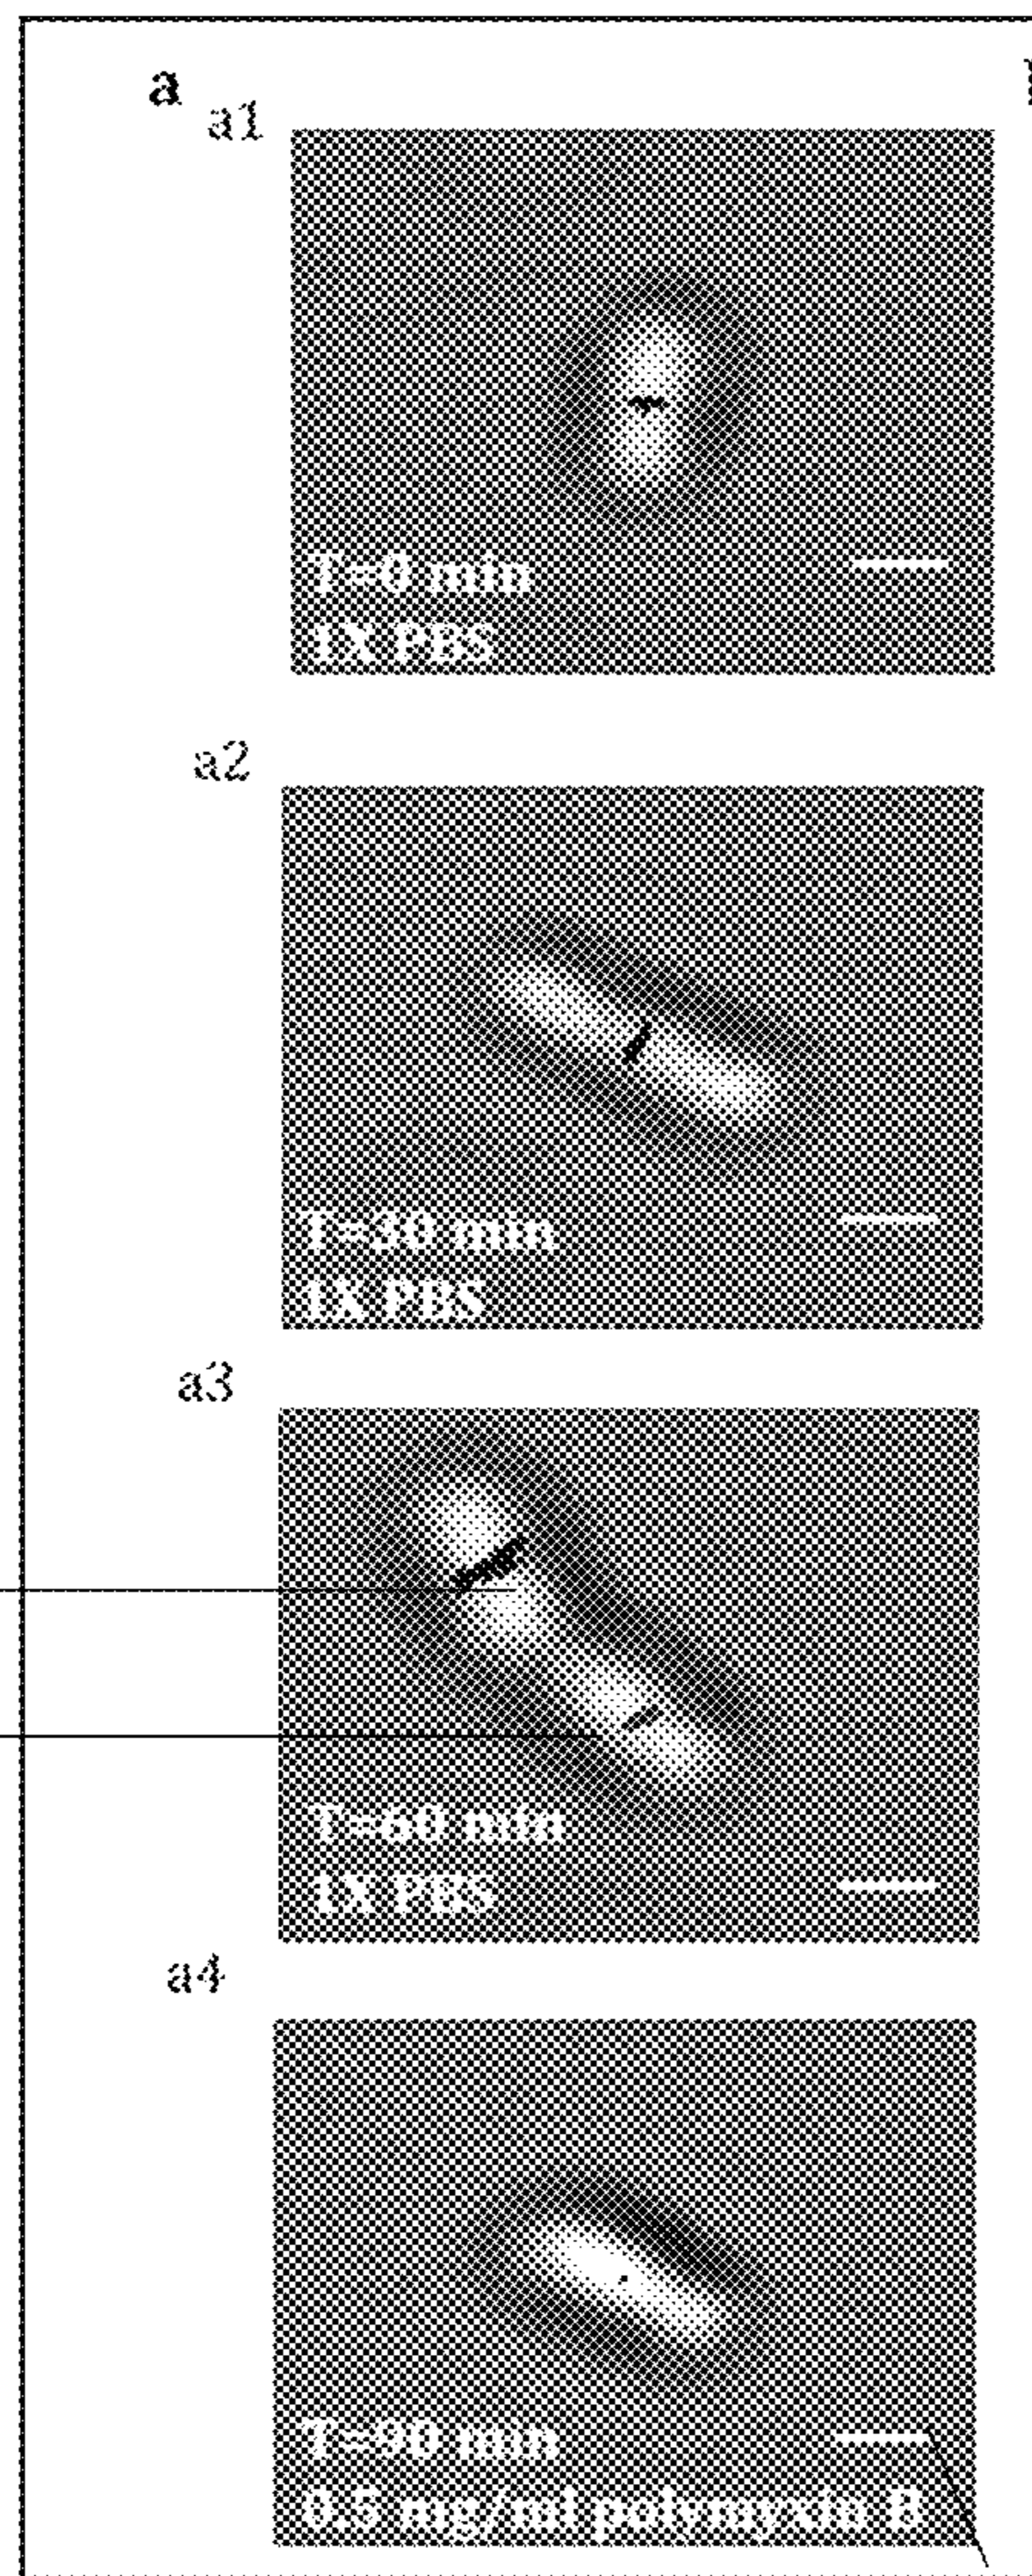 a
a1
T=0 min
1X PBS
a2
T=30 min
1X PBS
a3
T=60 min
1X PBS
a4
T=90 min
0.5 mg/ml polymyxin B